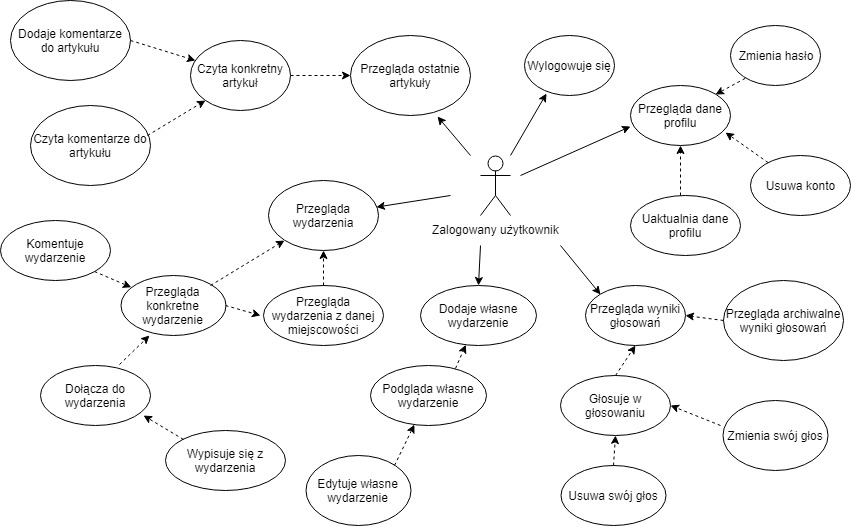 Dodaje komentarze
do artykułu
Czyta konkretny
artykuł
Przegląda ostatnie
artykuły
Wylogowuje się
Zmienia hasło
Przegląda dane
profilu
Czyta komentarze do
artykułu
Usuwa konto
Uaktualnia dane
profilu
Przegląda
wydarzenia
Zalogowany użytkownik
Komentuje
wydarzenie
Przegląda
konkretne
wydarzenie
Przegląda
wydarzenia z danej
miejscowości
Dodaje własne
wydarzenie
Przegląda wyniki
głosowań
Przegląda archiwalne
wyniki głosowań
Dołącza do
wydarzenia
Podgląda własne
wydarzenie
Głosuje w
głosowaniu
Zmienia swój głos
Wypisuje się z
wydarzenia
Edytuje własne
wydarzenie
Usuwa swój głos